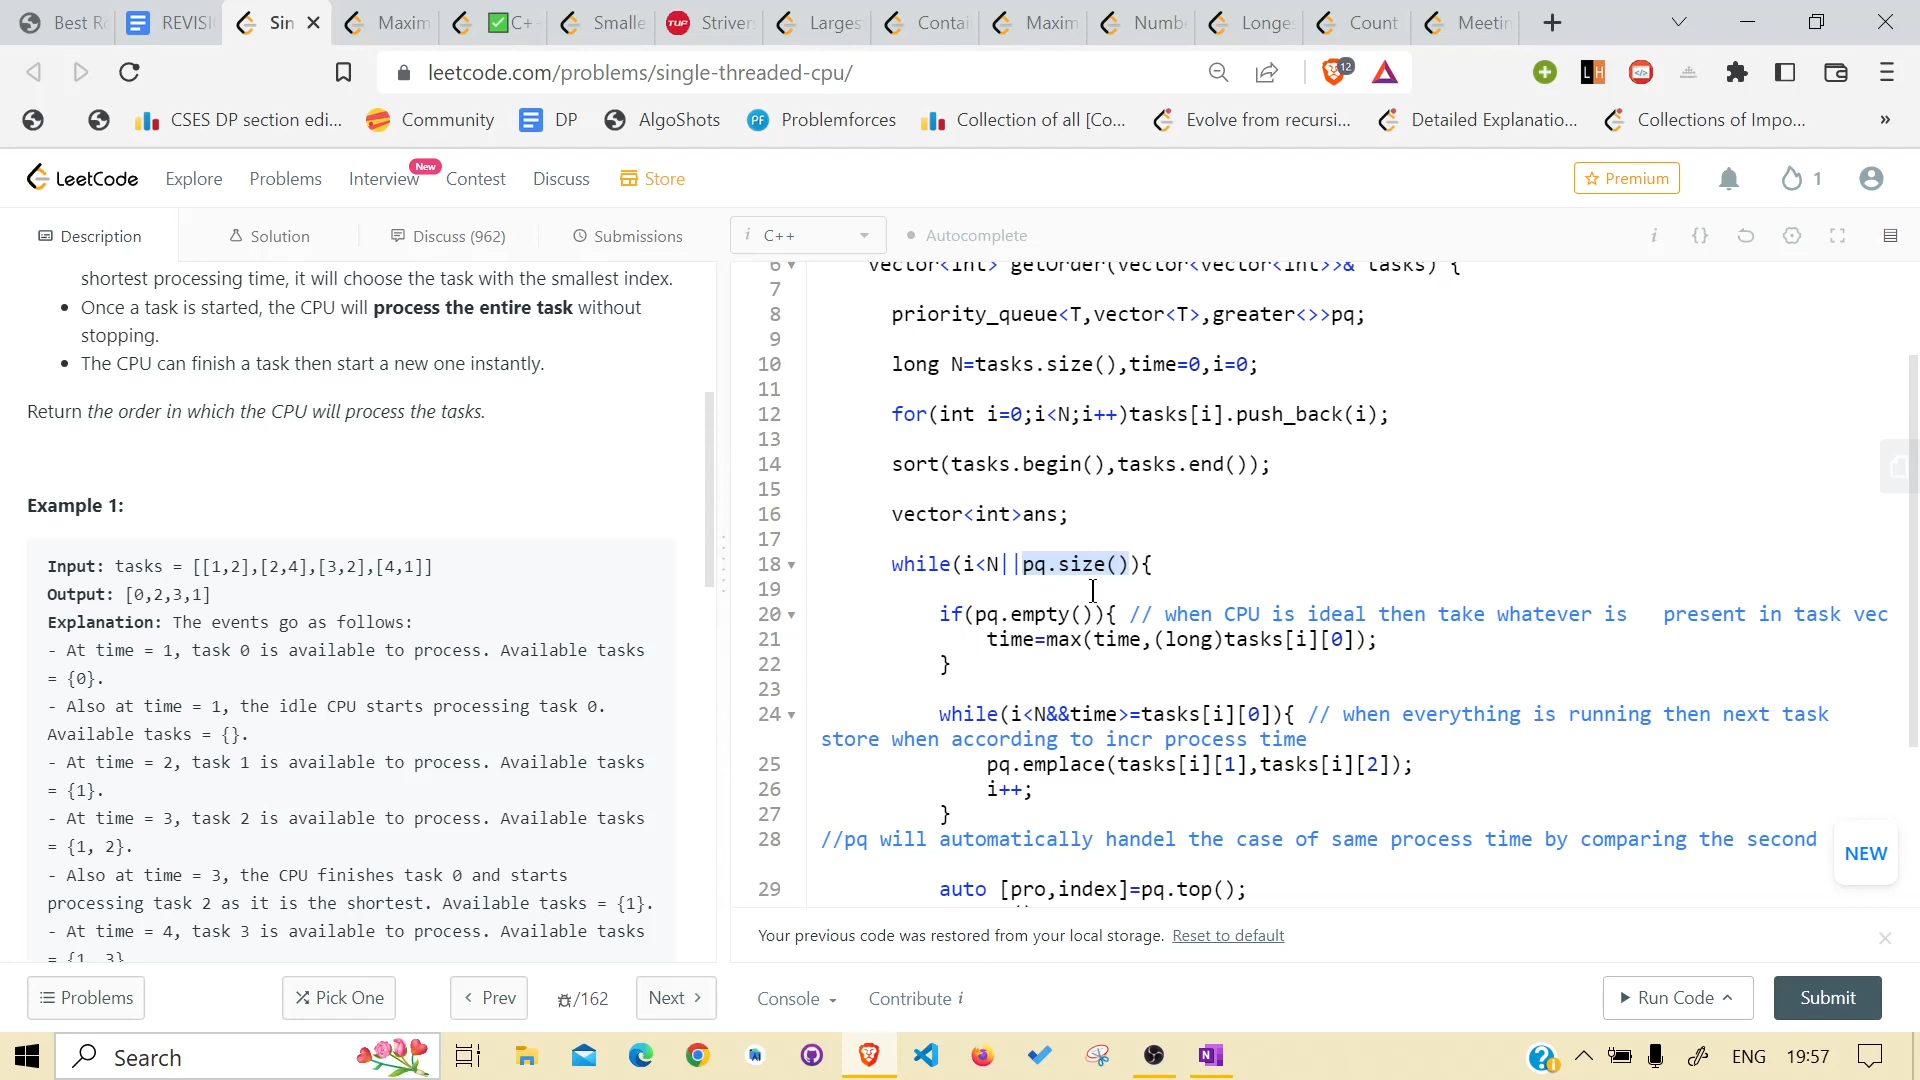 Best Ro
REVISI
Sin
Maxim
C+
Smalle
TUF Strivers
Larges
Contai
Maxim
Numb
Longes
Count
Meetin
leetcode.com/problems/single-threaded-cpu/
12
LH
CSES DP section edi...
Community
DP
AlgoShots
PF Problemforces
Collection of all [Co...
Evolve from recursi...
Detailed Explanatio...
Collections of Impo...
»
LeetCode
Explore
Problems
Interview
New
Contest
Discuss
Store
Premium
1
Description
Solution
Discuss (962)
Submissions
i C++
Autocomplete
i
{}
shortest processing time, it will choose the task with the smallest index.
• Once a task is started, the CPU will process the entire task without
stopping.
• The CPU can finish a task then start a new one instantly.
Return the order in which the CPU will process the tasks.
Example 1:
Input: tasks = [[1,2],[2,4],[3,2],[4,1]]
Output: [0,2,3,1]
Explanation: The events go as follows:
- At time = 1, task 0 is available to process. Available tasks
= {0}.
- Also at time = 1, the idle CPU starts processing task 0.
Available tasks = {}.
- At time = 2, task 1 is available to process. Available tasks
= {1}.
- At time = 3, task 2 is available to process. Available tasks
= {1, 2}.
- Also at time = 3, the CPU finishes task 0 and starts
processing task 2 as it is the shortest. Available tasks = {1}.
- At time = 4, task 3 is available to process. Available tasks
= {1, 3}
6 vector<int> getOrder(vector<vector<int>>& tasks) {
7
8 priority_queue<T,vector<T>,greater<>>pq;
9
10 long N=tasks.size(),time=0,i=0;
11
12 for(int i=0;i<N;i++)tasks[i].push_back(i);
13
14 sort(tasks.begin(),tasks.end());
15
16 vector<int>ans;
17
18 while(i<N||pq.size()){
19
20 if(pq.empty()){ // when CPU is ideal then take whatever is   present in task vec
21 time=max(time,(long)tasks[i][0]);
22 }
23
24 while(i<N&&time>=tasks[i][0]){ // when everything is running then next task
store when according to incr process time
25 pq.emplace(tasks[i][1],tasks[i][2]);
26 i++;
27 }
28 //pq will automatically handel the case of same process time by comparing the second
29 auto [pro,index]=pq.top();
NEW
Your previous code was restored from your local storage. Reset to default
Problems
Pick One
Prev
/162
Next
Console
Contribute i
Run Code
Submit
Search
ENG
19:57